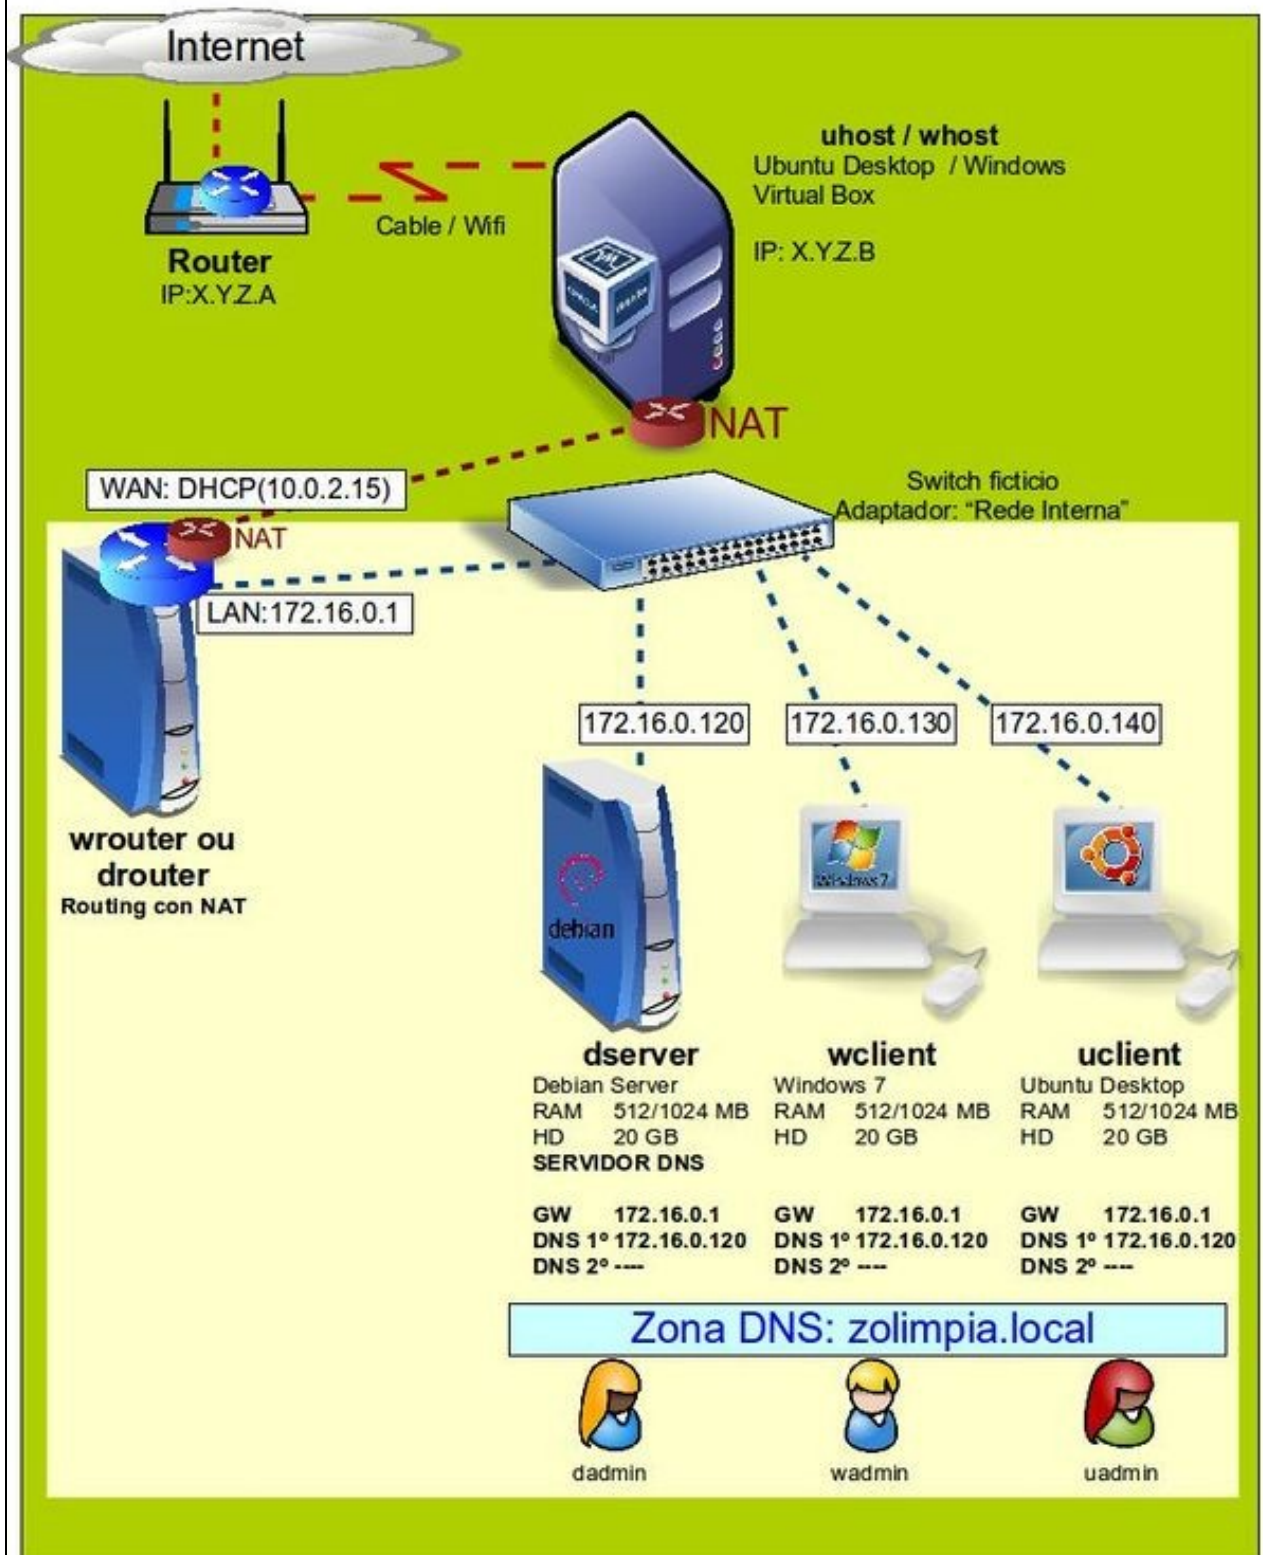 Internet
uhost / whost
Ubuntu Desktop / Windows
Virtual Box
IP: X.Y.Z.B
Cable / Wifi
Router
IP:X.Y.Z.A
NAT
WAN: DHCP(10.0.2.15)
Switch ficticio
Adaptador: “Rede Interna”
NAT
LAN:172.16.0.1
172.16.0.120
172.16.0.130
172.16.0.140
wrouter ou
drouter
Routing con NAT
debian
Windows 7
dserver
Debian Server
RAM 512/1024 MB
HD 20 GB
SERVIDOR DNS
GW 172.16.0.1
DNS 1º 172.16.0.120
DNS 2º ----
wclient
Windows 7
RAM 512/1024 MB
HD 20 GB
GW 172.16.0.1
DNS 1º 172.16.0.120
DNS 2º ----
uclient
Ubuntu Desktop
RAM 512/1024 MB
HD 20 GB
GW 172.16.0.1
DNS 1º 172.16.0.120
DNS 2º ----
Zona DNS: zolimpia.local
dadmin
wadmin
uadmin